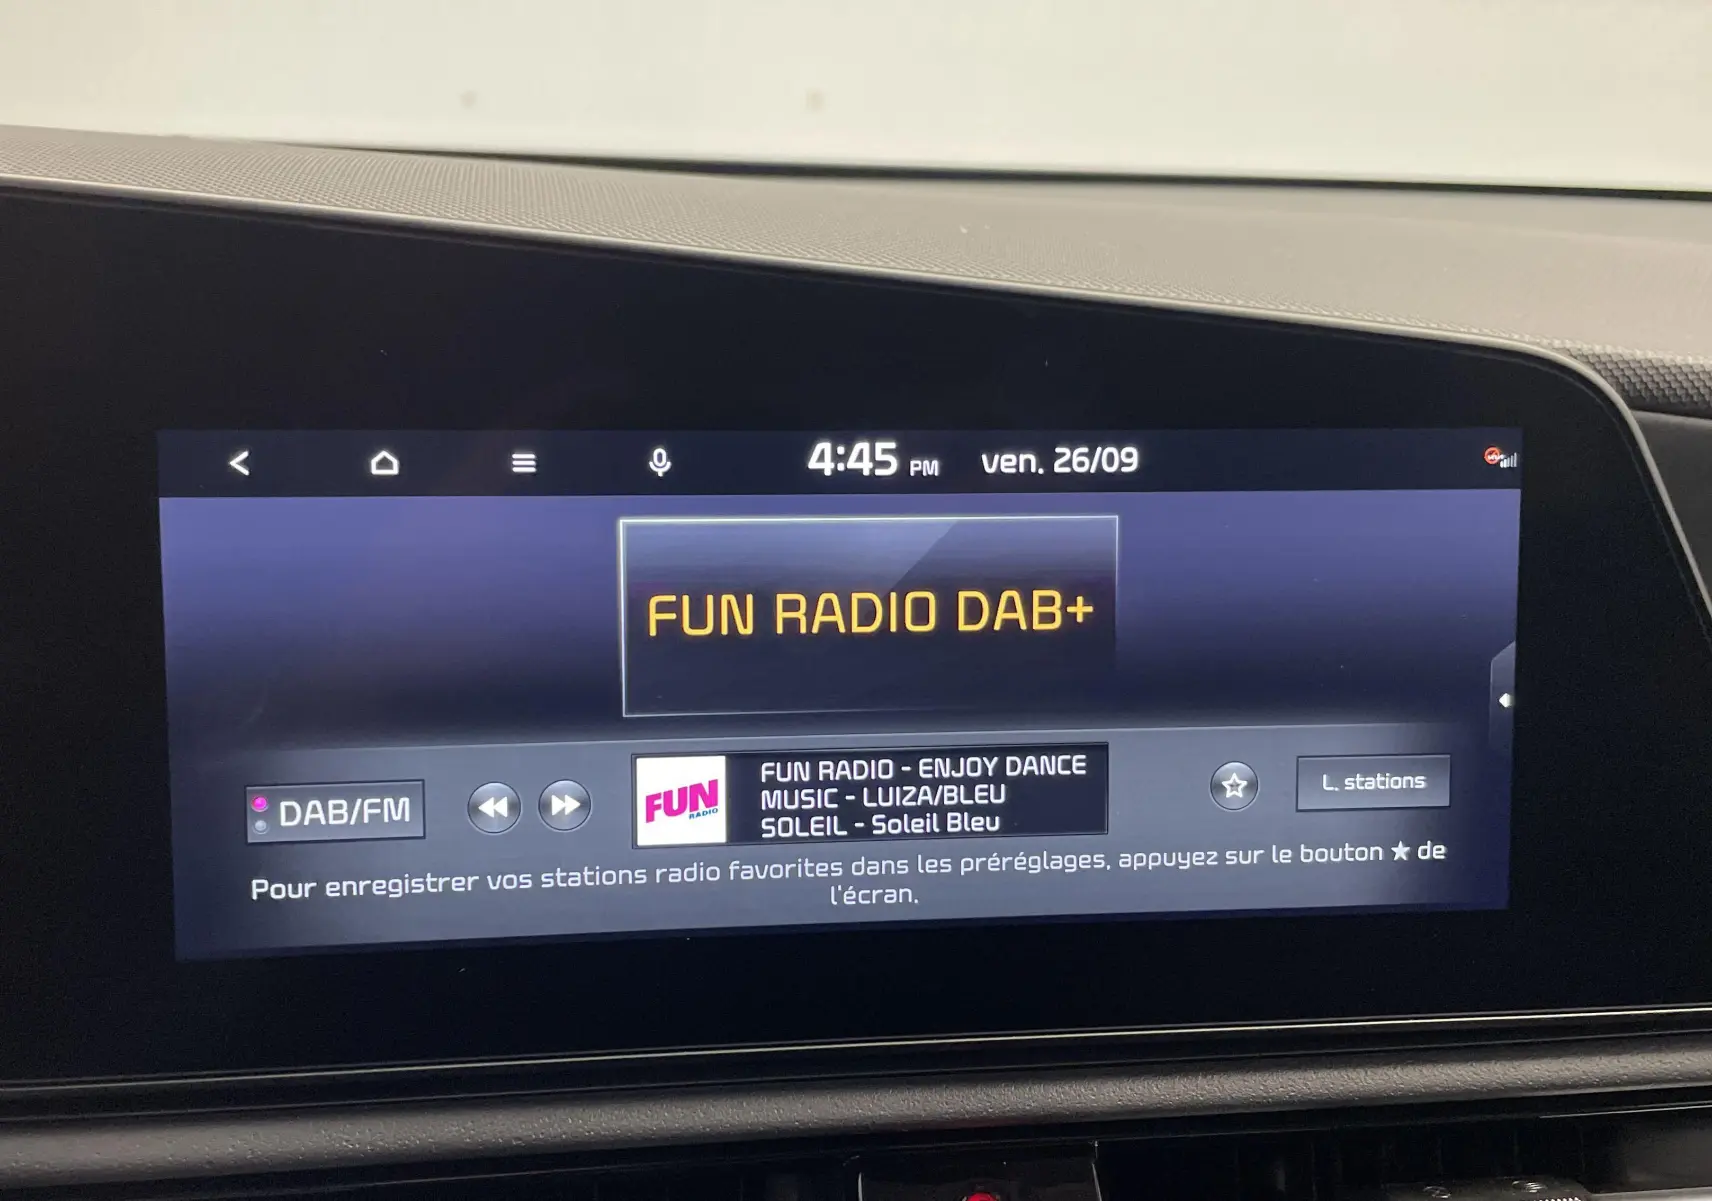 4:45 PM ven. 26/09
FUN RADIO DAB+
DAB/FM
FUN
RADIO
FUN RADIO - ENJOY DANCE
MUSIC - LUIZA/BLEU
SOLEIL - Soleil Bleu
L. stations
Pour enregistrer vos stations radio favorites dans les préréglages, appuyez sur le bouton ★ de
l'écran.